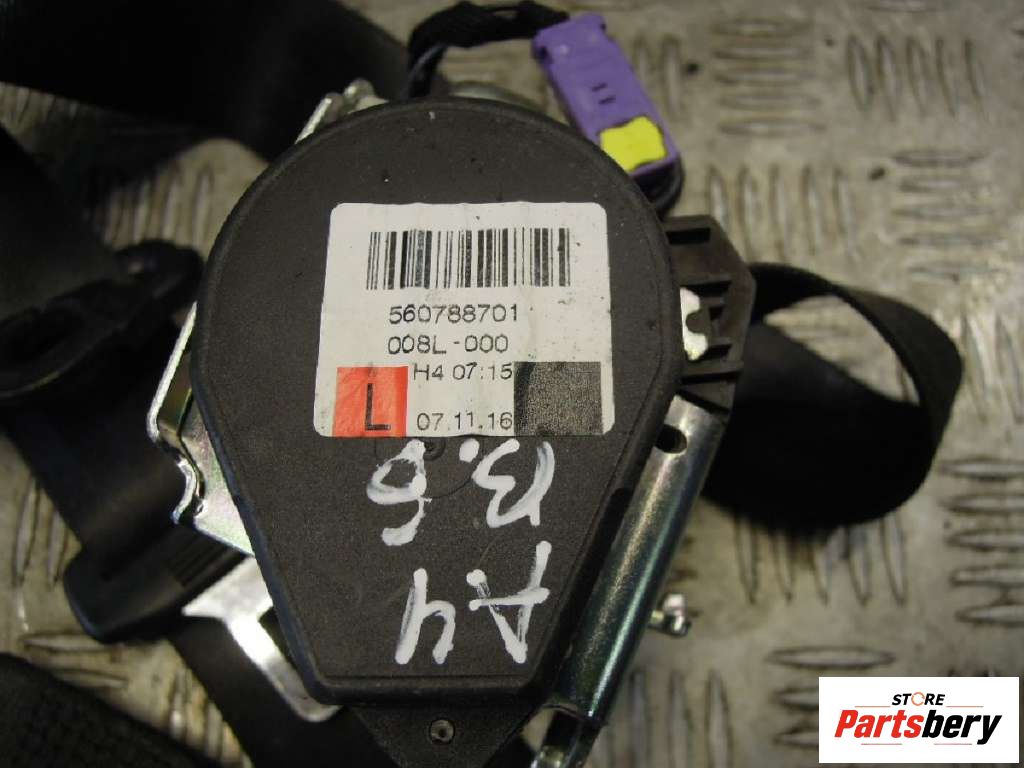 560788701
008L-000
H4 07:15
L
07.11.16
A4
B.6
STORE
Partsbery